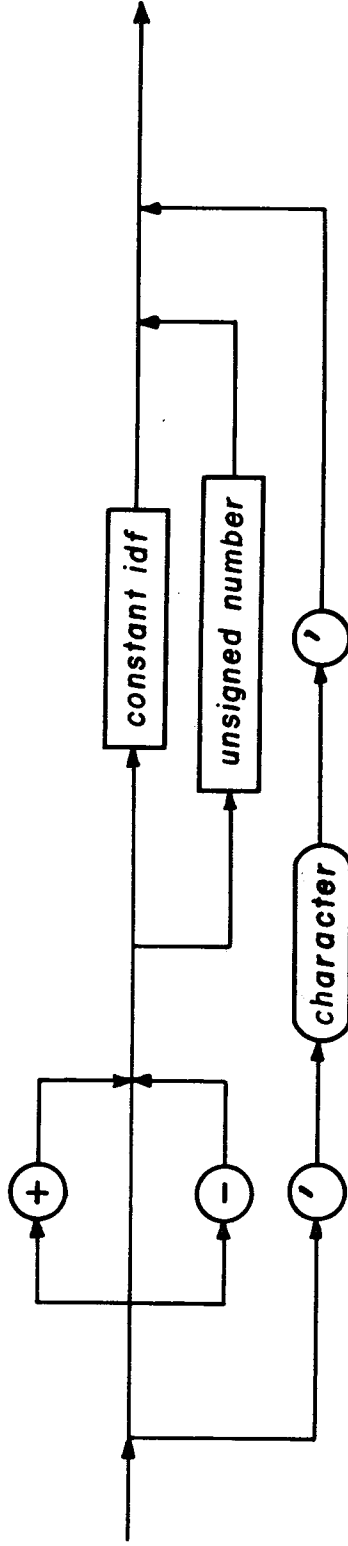 +
constant idf
-
unsigned number
' character '